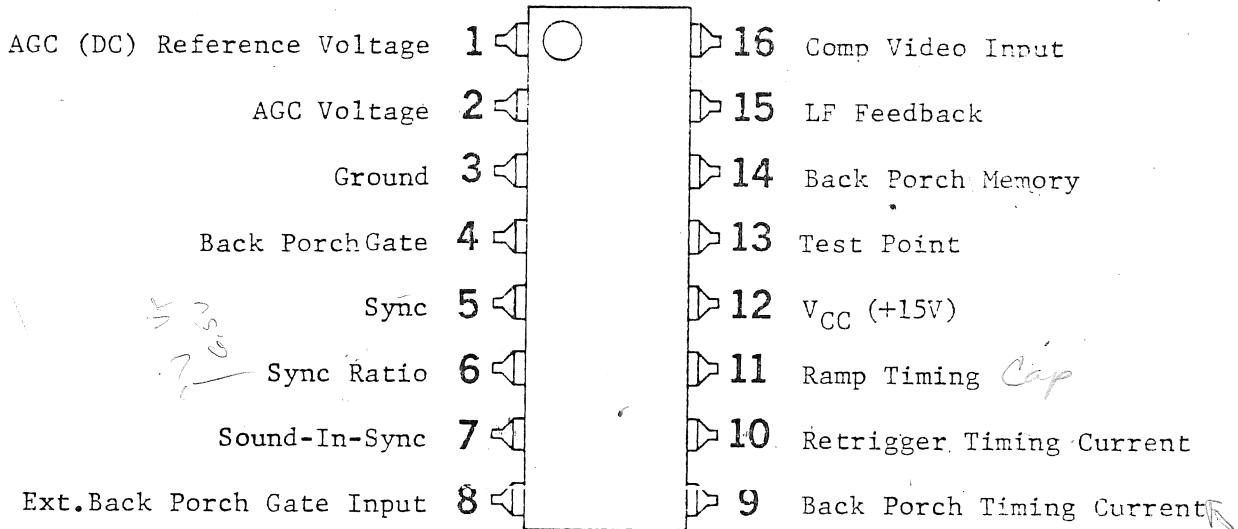 AGC (DC) Reference Voltage 1 16 Comp Video Input
AGC Voltage 2 15 LF Feedback
Ground 3 14 Back Porch Memory
Back Porch Gate 4 13 Test Point
Sync 5 12 VCC (+15V)
Sync Ratio 6 11 Ramp Timing Cap
Sound-In-Sync 7 10 Retrigger Timing Current
Ext. Back Porch Gate Input 8 9 Back Porch Timing Current